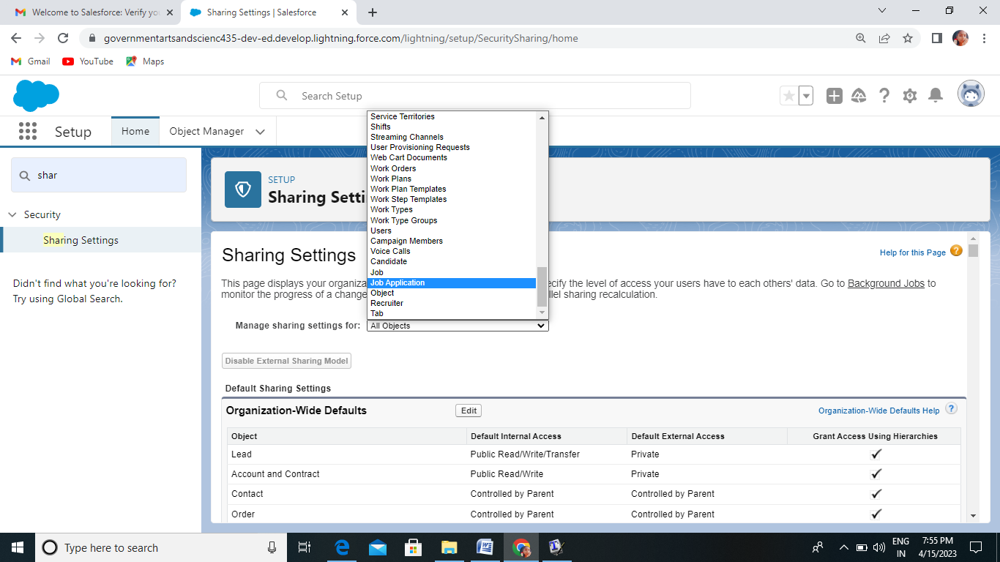 Welcome to Salesforce: Verify yo
Sharing Settings | Salesforce
governmentartsandscienc435-dev-ed.develop.lightning.force.com/lightning/setup/SecuritySharing/home
Gmail
YouTube
Maps
Search Setup
Setup
Home
Object Manager
shar
Security
Sharing Settings
Didn't find what you're looking for?
Try using Global Search.
SETUP
Sharing Setti
Service Territories
Shifts
Streaming Channels
User Provisioning Requests
Web Cart Documents
Work Orders
Work Plans
Work Plan Templates
Work Step Templates
Work Types
Work Type Groups
Users
Campaign Members
Voice Calls
Candidate
Job
Job Application
Object
Recruiter
Tab
Sharing Settings
Help for this Page
This page displays your organiza ecify the level of access your users have to each others' data. Go to Background Jobs to
monitor the progress of a change llel sharing recalculation.
Manage sharing settings for: All Objects
Disable External Sharing Model
Default Sharing Settings
Organization-Wide Defaults Edit Organization-Wide Defaults Help ?
Object Default Internal Access Default External Access Grant Access Using Hierarchies
Lead Public Read/Write/Transfer Private
Account and Contract Public Read/Write Private
Contact Controlled by Parent Controlled by Parent
Order Controlled by Parent Controlled by Parent
Type here to search
ENG
IN
7:55 PM
4/15/2023